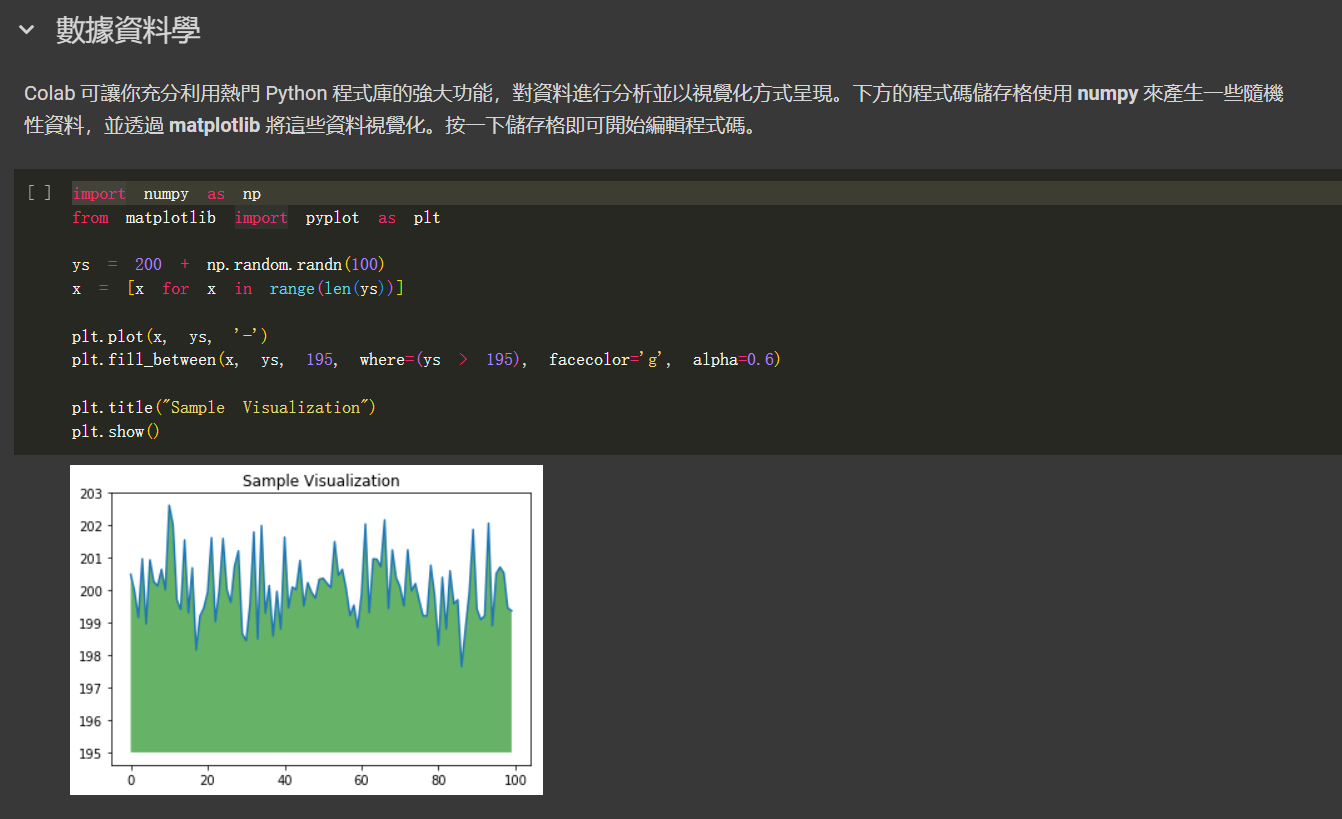 數據資料學
Colab 可讓你充分利用熱門 Python 程式庫的強大功能，對資料進行分析並以視覺化方式呈現。下方的程式碼儲存格使用 numpy 來產生一些隨機
性資料，並透過 matplotlib 將這些資料視覺化。按一下儲存格即可開始編輯程式碼。
[ ] import numpy as np
from matplotlib import pyplot as plt
ys = 200 + np.random.randn(100)
x = [x for x in range(len(ys))]
plt.plot(x, ys, '-')
plt.fill_between(x, ys, 195, where=(ys > 195), facecolor='g', alpha=0.6)
plt.title("Sample Visualization")
plt.show()
Sample Visualization
203
202
201
200
199
198
197
196
195
0 20 40 60 80 100